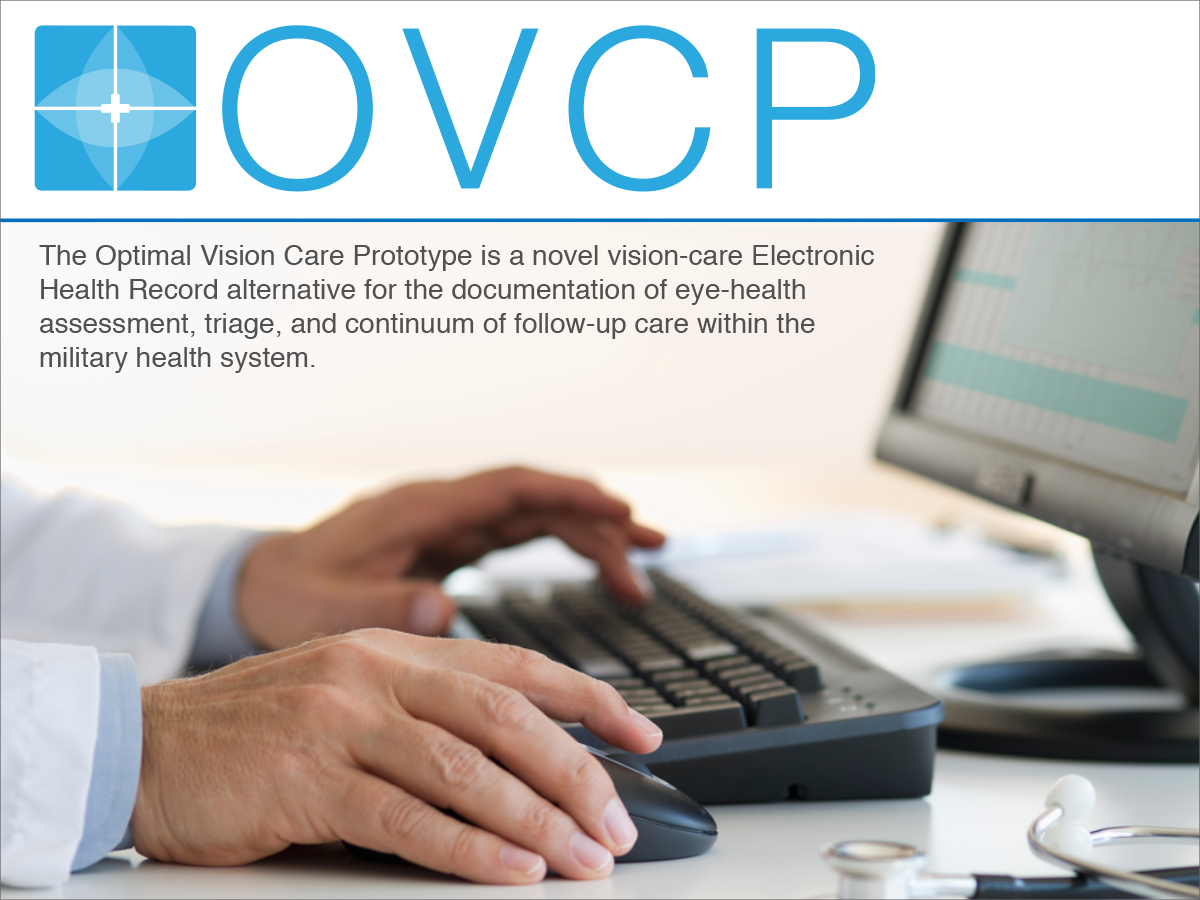 OVCP
The Optimal Vision Care Prototype is a novel vision-care Electronic
Health Record alternative for the documentation of eye-health
assessment, triage, and continuum of follow-up care within the
military health system.